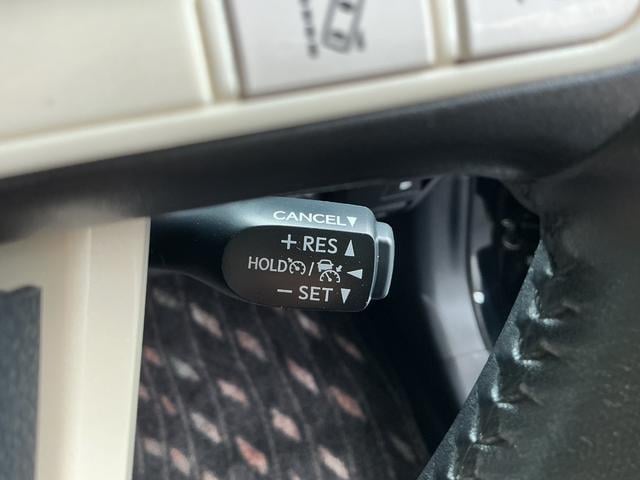 CANCEL▼
+ RES ▲
HOLD / ◀
− SET ▼